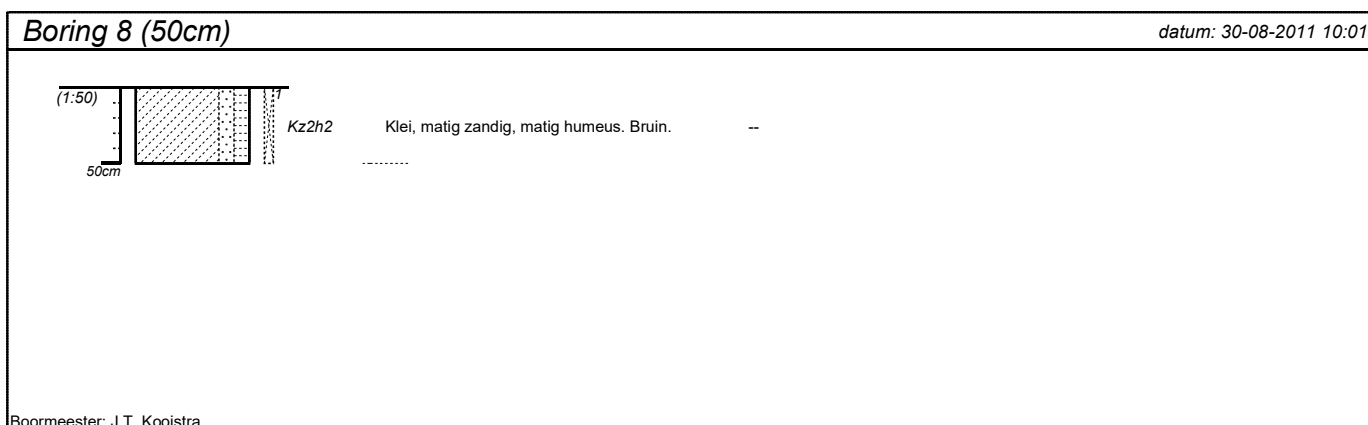 Boring 8 (50cm)
datum: 30-08-2011 10:01
(1:50)
1
Kz2h2
Klei, matig zandig, matig humeus. Bruin.
--
50cm
Boormeester: J.T. Kooistra